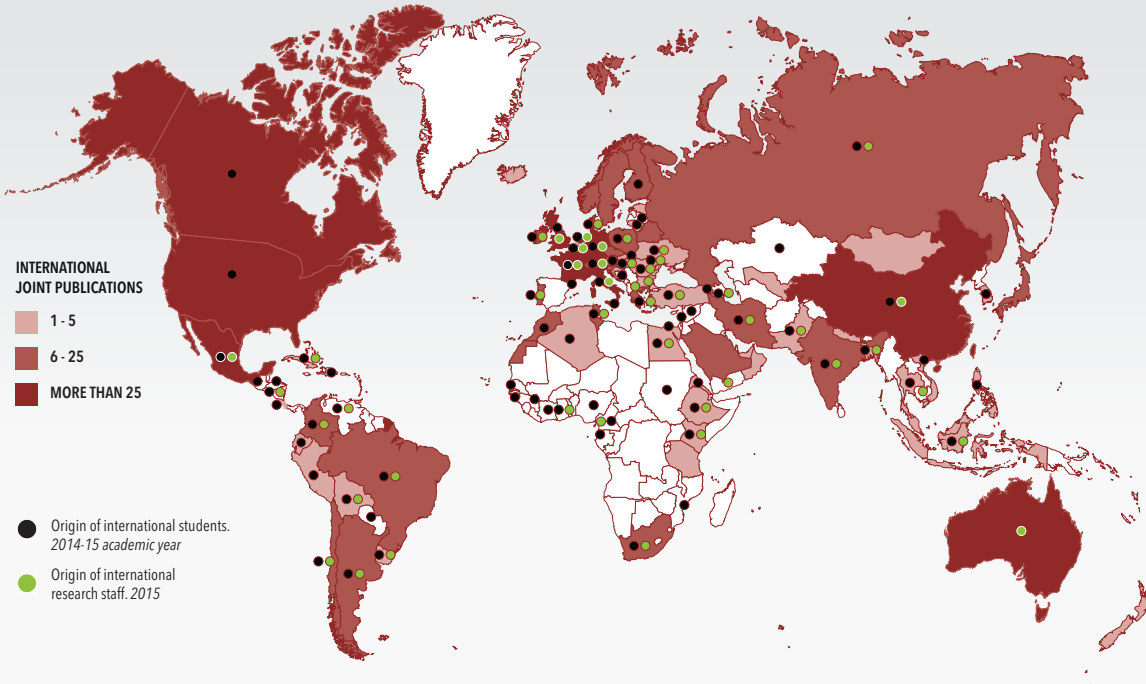 INTERNATIONAL
JOINT PUBLICATIONS
1 - 5
6 - 25
MORE THAN 25
Origin of international students.
2014-15 academic year
Origin of international
research staff. 2015